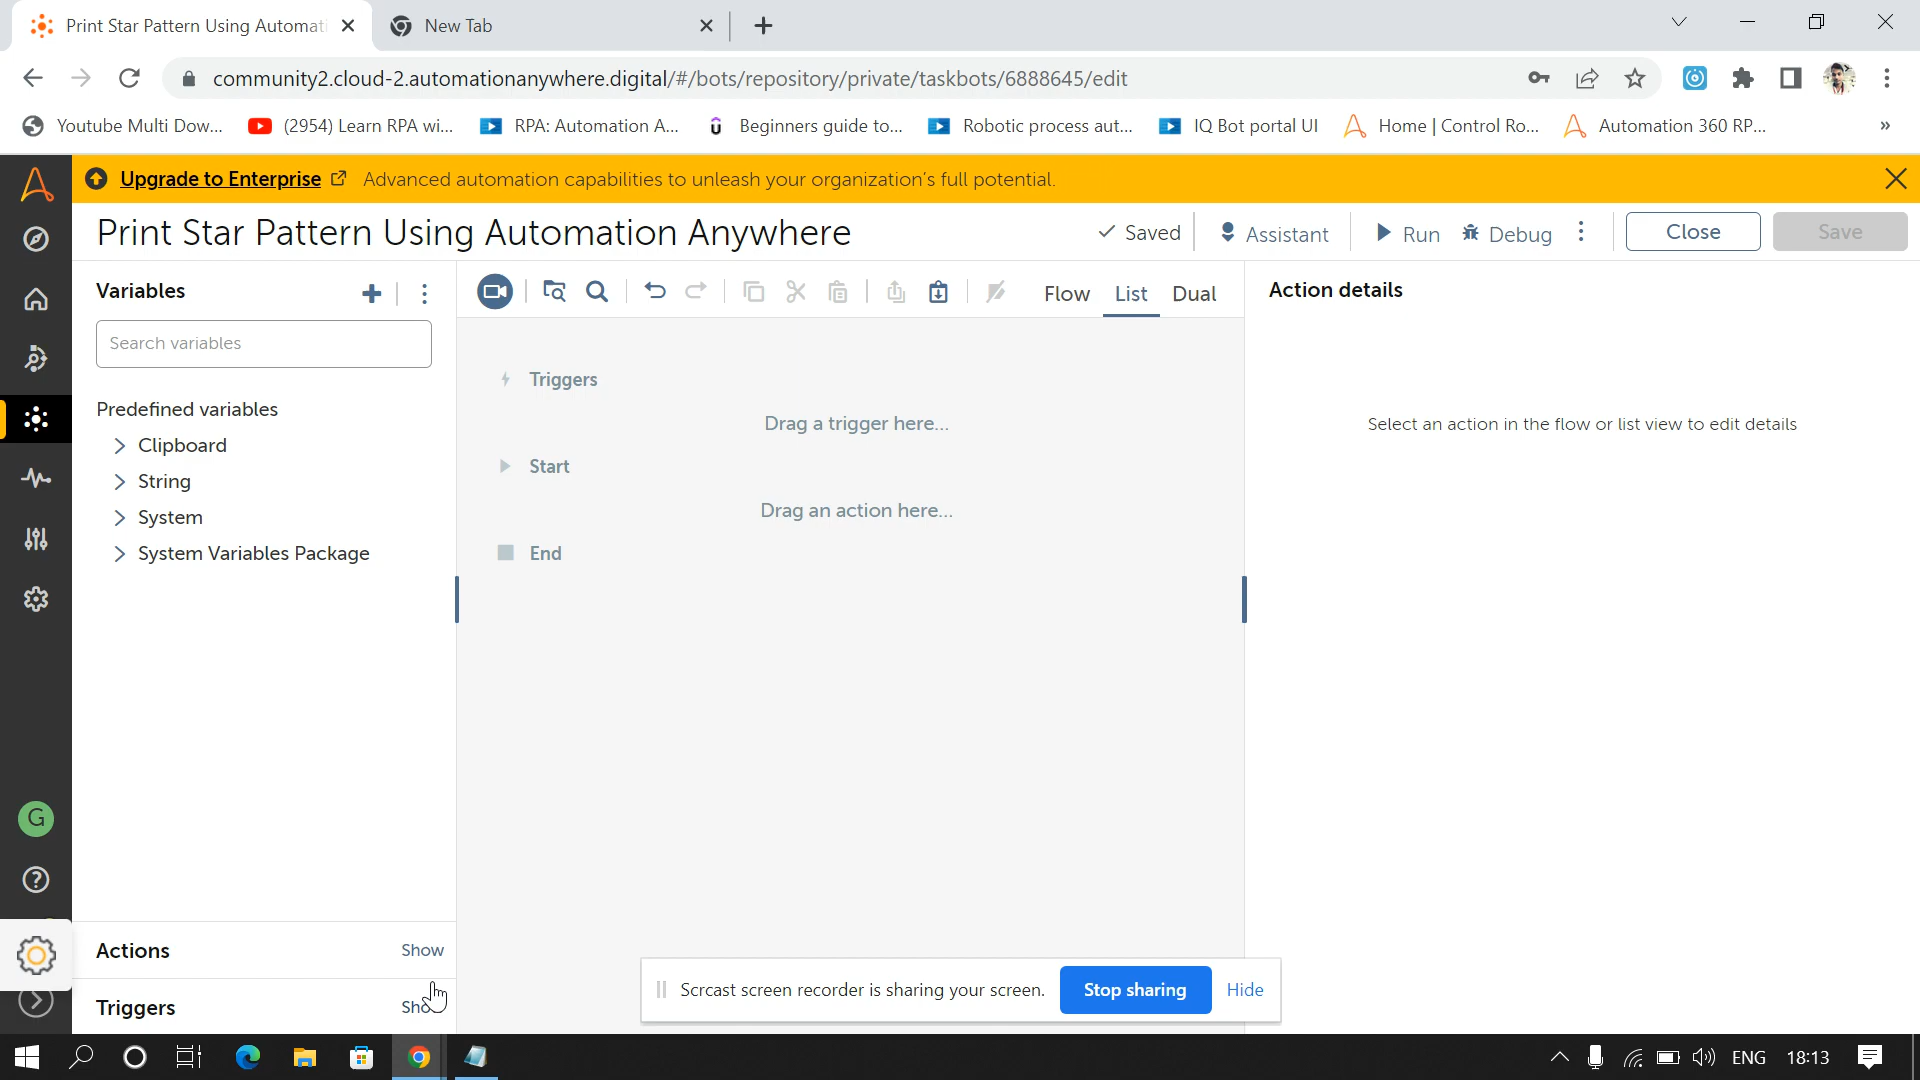 Print Star Pattern Using Automati
New Tab
community2.cloud-2.automationanywhere.digital/#/bots/repository/private/taskbots/6888645/edit
Youtube Multi Dow...
(2954) Learn RPA wi...
RPA: Automation A...
Beginners guide to...
Robotic process aut...
IQ Bot portal UI
Home | Control Ro...
Automation 360 RP...
»
Upgrade to Enterprise
Advanced automation capabilities to unleash your organization's full potential.
Print Star Pattern Using Automation Anywhere
Saved
Assistant
Run
Debug
Close
Save
Variables
Flow
List
Dual
Action details
Search variables
Triggers
Drag a trigger here...
Start
Drag an action here...
End
Select an action in the flow or list view to edit details
Predefined variables
Clipboard
String
System
System Variables Package
G
Actions
Show
Triggers
Scrcast screen recorder is sharing your screen.
Stop sharing
Hide
ENG
18:13